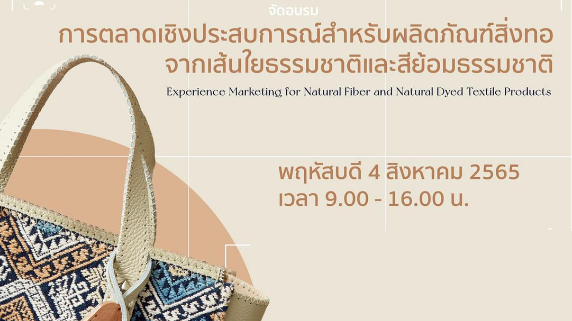 จัดอบรม
การตลาดเชิงประสบการณ์สำหรับผลิตภัณฑ์สิ่งทอ
จากเส้นใยธรรมชาติและสีย้อมธรรมชาติ
Experience Marketing for Natural Fiber and Natural Dyed Textile Products
พฤหัสบดี 4 สิงหาคม 2565
เวลา 9.00 - 16.00 น.